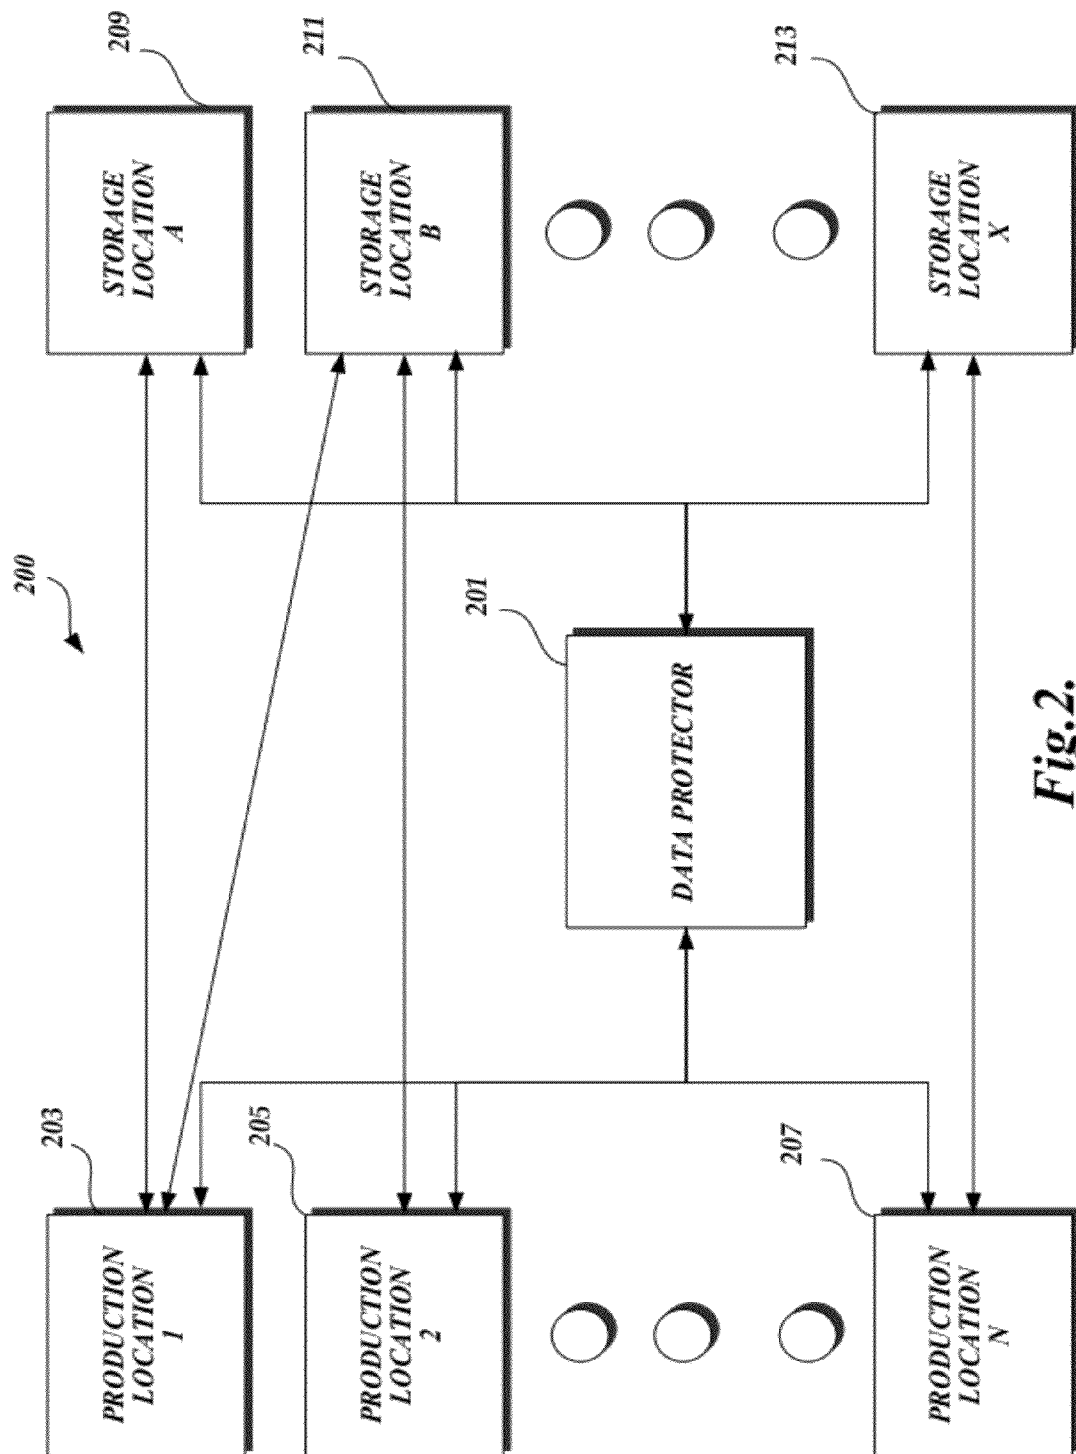 200
203
PRODUCTION
LOCATION
1
205
PRODUCTION
LOCATION
2
207
PRODUCTION
LOCATION
N
201
DATA PROTECTOR
209
STORAGE
LOCATION
A
211
STORAGE
LOCATION
B
213
STORAGE
LOCATION
X
Fig.2.